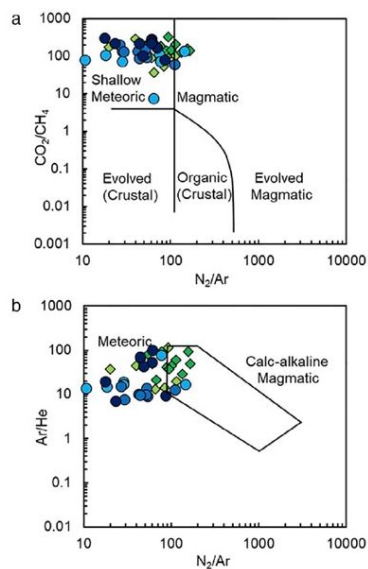 a
1000
100
10
1
0.1
0.01
0.001
CO2/CH4
Shallow
Meteoric
Magmatic
Evolved
(Crustal)
Organic
(Crustal)
Evolved
Magmatic
10 100 1000 10000
N2/Ar
b
1000
100
10
1
0.1
0.01
Ar/He
Meteoric
Calc-alkaline
Magmatic
10 100 1000 10000
N2/Ar